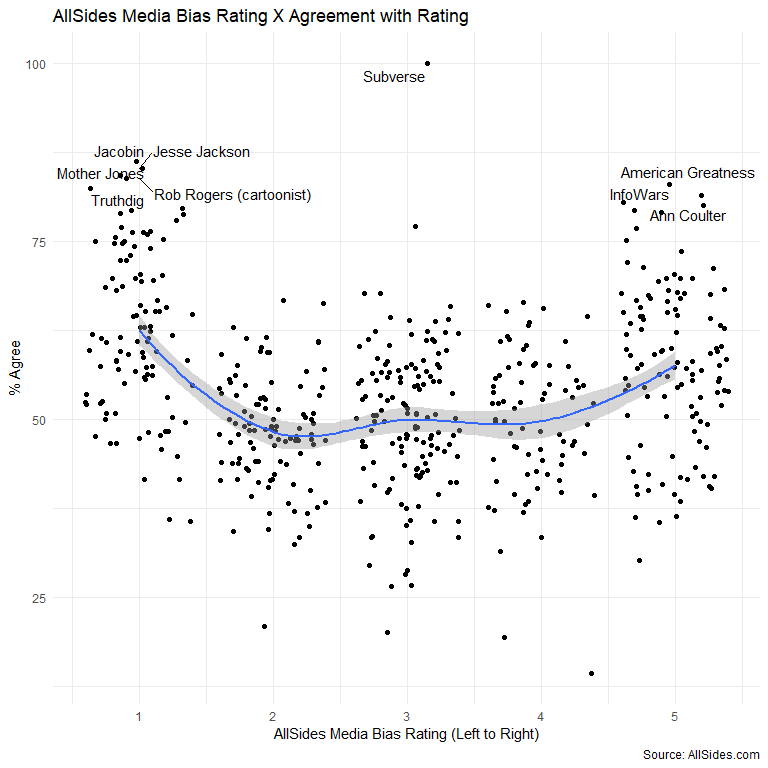 AllSides Media Bias Rating X Agreement with Rating
100
Subverse
Jacobin
Jesse Jackson
Mother Jones
American Greatness
Rob Rogers (cartoonist)
InfoWars
Truthdig
Ann Coulter
75
% Agree
50
25
1 2 3 4 5
AllSides Media Bias Rating (Left to Right)
Source: AllSides.com